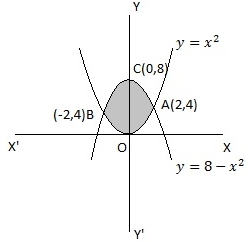 Y
C(0,8)
y = x²
(-2,4)B
A(2,4)
X'
O
X
y = 8 − x²
Y'